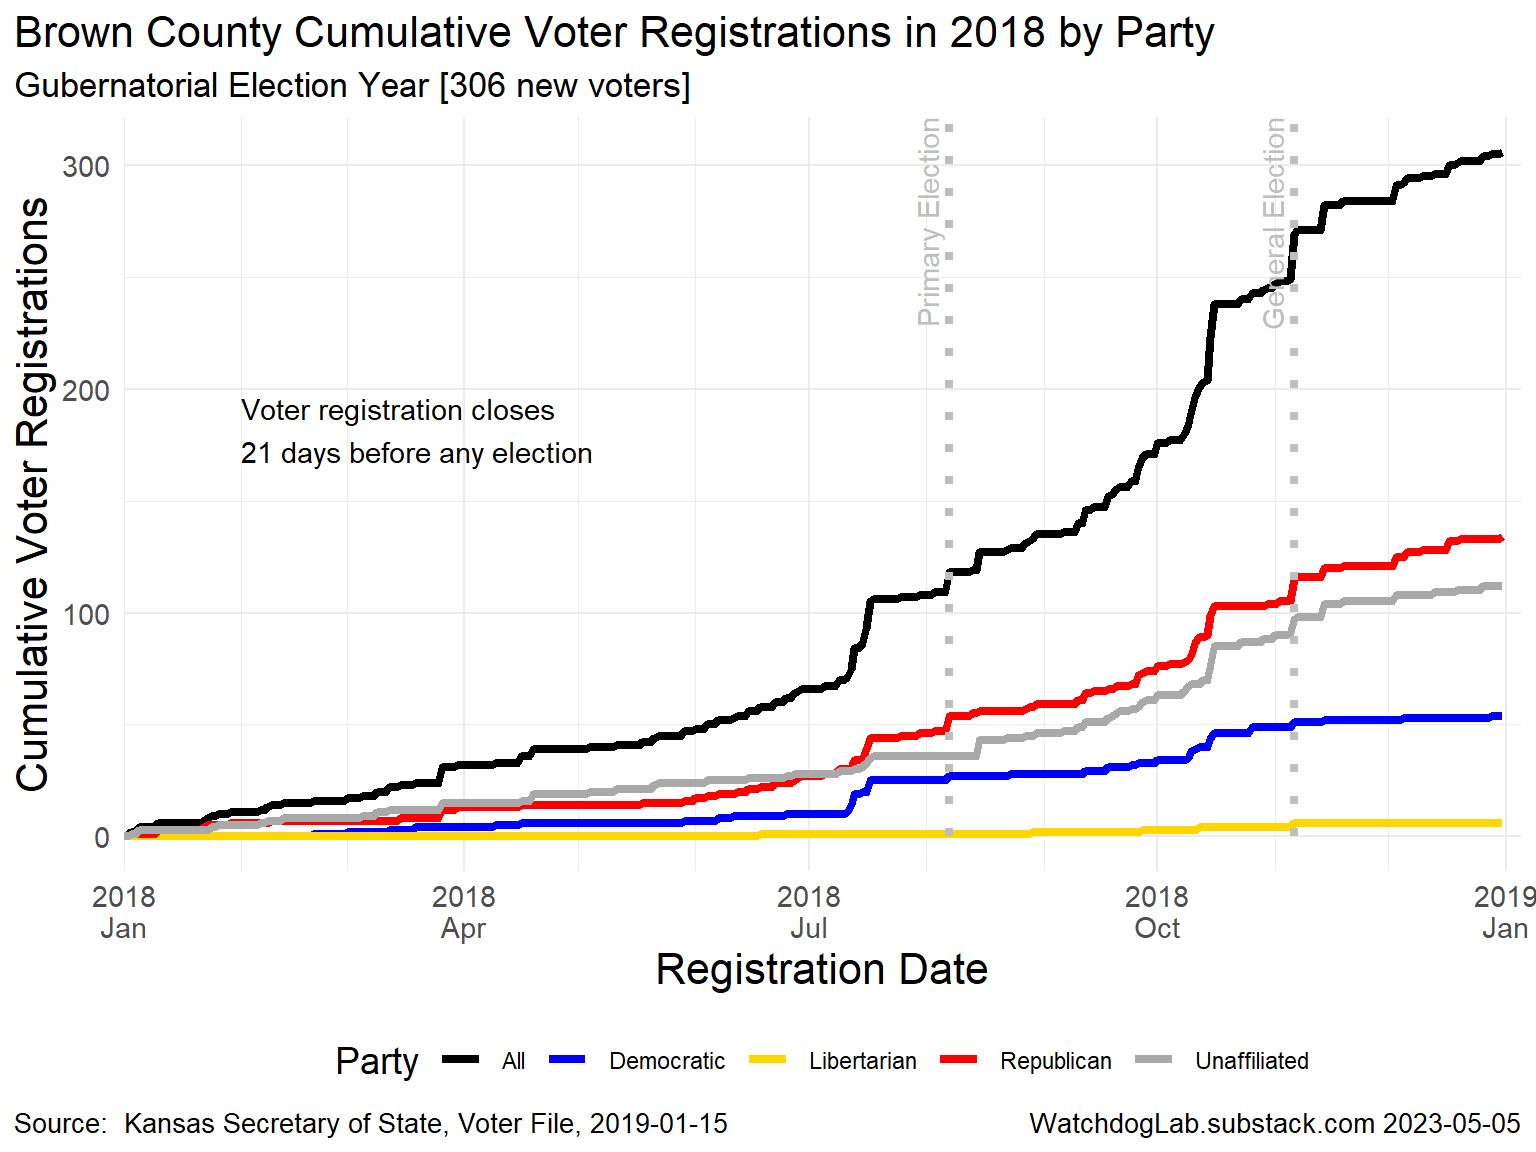 Brown County Cumulative Voter Registrations in 2018 by Party
Gubernatorial Election Year [306 new voters]
Cumulative Voter Registrations
300
200
100
0
Primary Election
General Election
Voter registration closes
21 days before any election
2018
Jan
2018
Apr
2018
Jul
2018
Oct
2019
Jan
Registration Date
Party All Democratic Libertarian Republican Unaffiliated
Source:  Kansas Secretary of State, Voter File, 2019-01-15
WatchdogLab.substack.com 2023-05-05